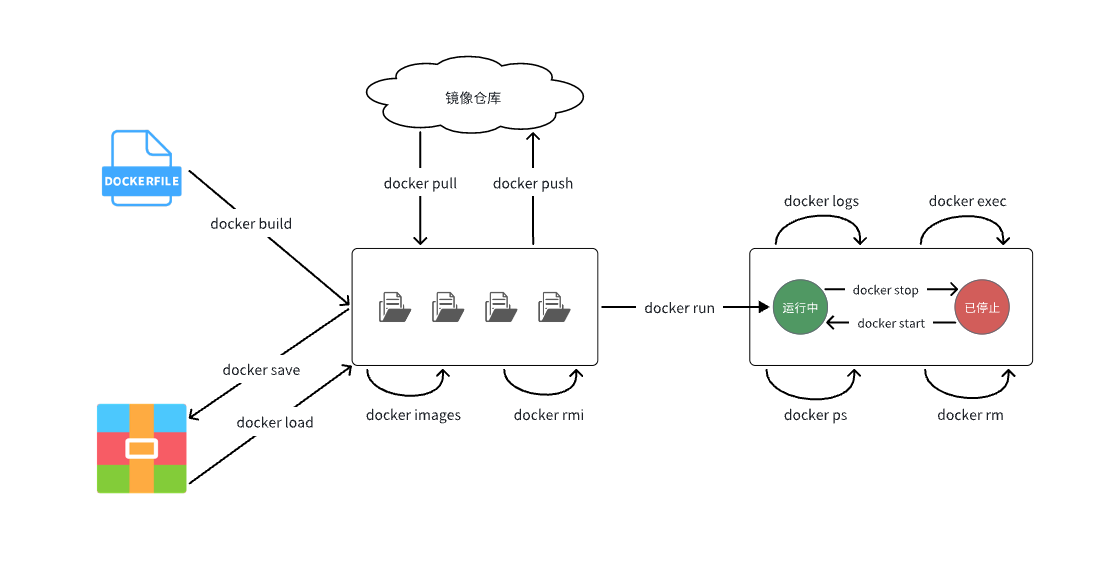 镜像仓库
DOCKERFILE
docker pull
docker push
docker build
docker logs
docker exec
docker run
运行中
docker stop
docker start
已停止
docker save
docker load
docker images
docker rmi
docker ps
docker rm